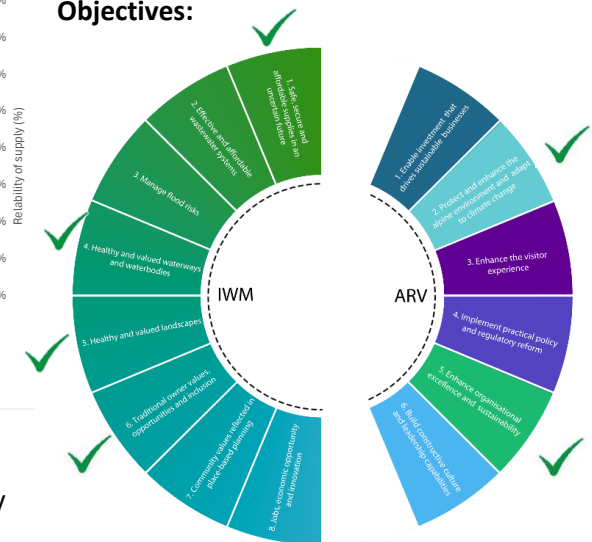 Objectives:
%
%
%
%
%
%
%
%
%
Reliability of supply (%)
1. Safe, secure and
affordable supplies in an
uncertain future
2. Effective and affordable
wastewater systems
3. Manage flood risks
4. Healthy and valued waterways
and waterbodies
5. Healthy and valued landscapes
6. Traditional owner values,
opportunities and inclusion
7. Community values reflected in
place-based planning
8. Jobs, economic opportunity
and innovation
IWM
ARV
1. Enable investment that
drives sustainable businesses
2. Protect and enhance the
alpine environment and adapt
to climate change
3. Enhance the visitor
experience
4. Implement practical policy
and regulatory reform
5. Enhance organisational
excellence and sustainability
6. Build constructive culture
and leadership capabilities